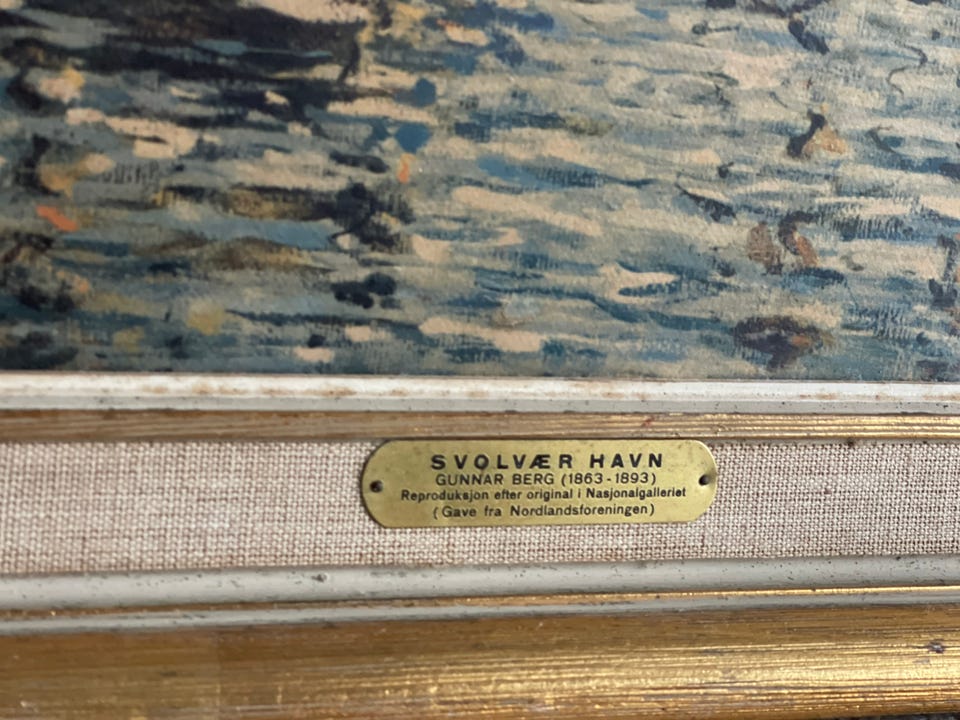 SVOLVÆR HAVN
GUNNAR BERG (1863-1893)
Reproduksjon efter original i Nasjonalgalleriet
(Gave fra Nordlandsforeningen)